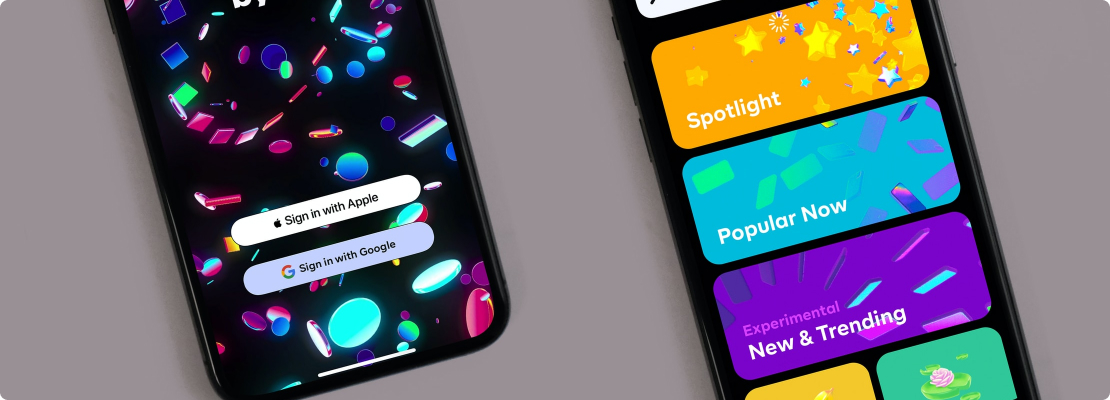 by
Sign in with Apple
Sign in with Google
Spotlight
Popular Now
Experimental
New & Trending